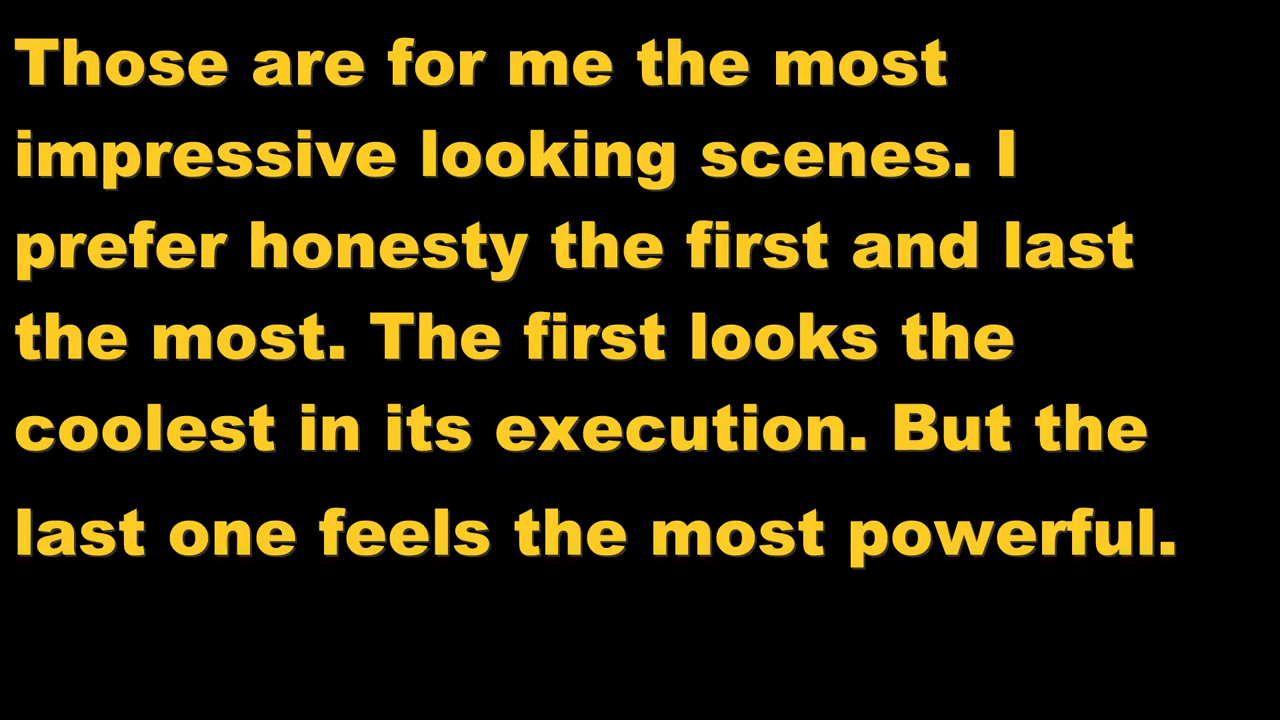 Those are for me the most
impressive looking scenes. I
prefer honesty the first and last
the most. The first looks the
coolest in its execution. But the
last one feels the most powerful.